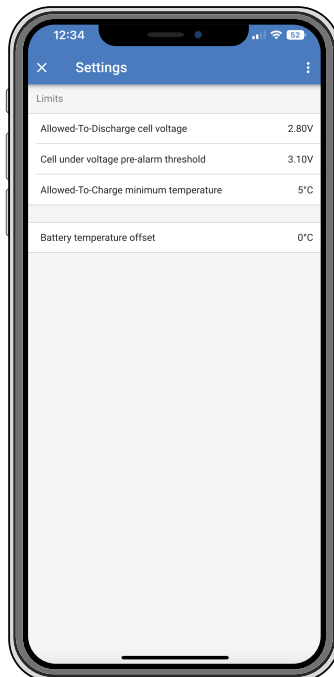 12:34
52
Settings
Limits
Allowed-To-Discharge cell voltage 2.80V
Cell under voltage pre-alarm threshold 3.10V
Allowed-To-Charge minimum temperature 5°C
Battery temperature offset 0°C